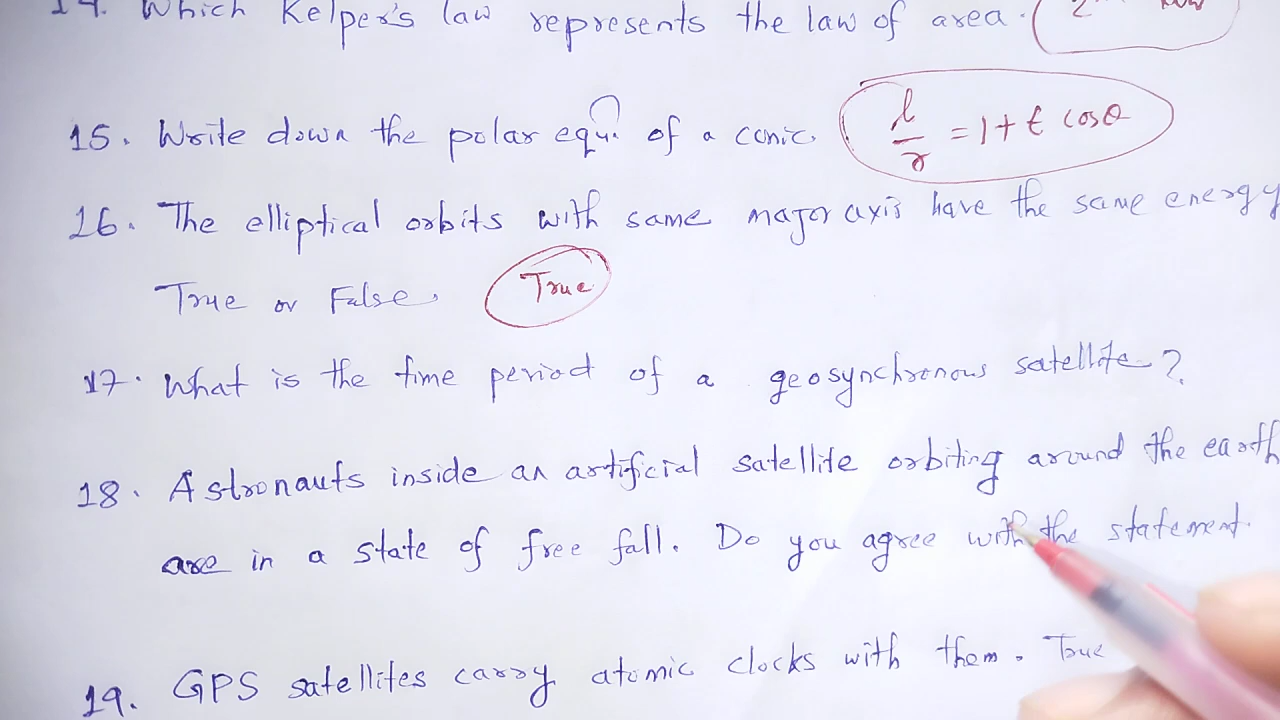 14. Which Kelper's law represents the law of area. 2nd law
15. Write down the polar equn. of a conic. l/r = 1 + ε cosθ
16. The elliptical orbits with same major axis have the same energy
True or False. True
17. What is the time period of a geosynchronous satellite?
18. Astronauts inside an artificial satellite orbiting around the earth
are in a state of free fall. Do you agree with the statement.
19. GPS satellites carry atomic clocks with them. True